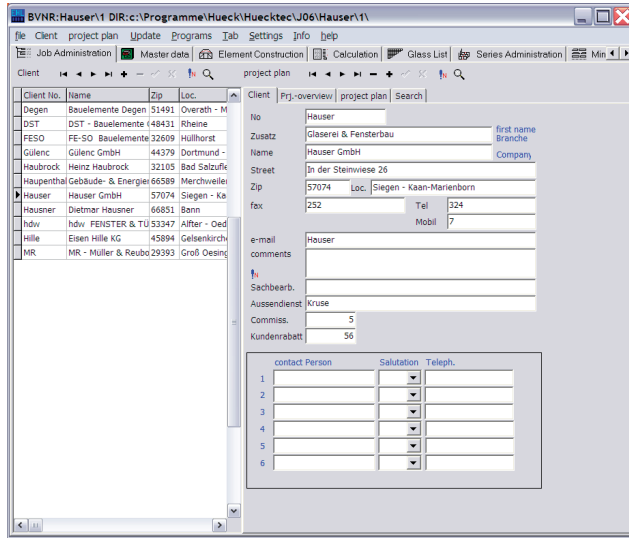 BVNR:Hauser\1 DIR:c:\Programme\Hueck\Huecktec\J06\Hauser\1\
file Client project plan Update Programs Tab Settings Info help
Job Administration Master data Element Construction Calculation Glass List Series Administration Min
Client project plan
Client No. Name Zip Loc.
Degen Bauelemente Degen 51491 Overath - M
DST DST - Bauelemente ( 48431 Rheine
FESO FE-SO Bauelemente 32609 Hüllhorst
Gülenc Gülenc GmbH 44379 Dortmund -
Haubrock Heinz Haubrock 32105 Bad Salzufle
Haupenthal Gebäude- & Energie 66589 Merchweile
Hauser Hauser GmbH 57074 Siegen - Ka
Hausner Dietmar Hausner 66851 Bann
hdw hdw FENSTER & TÜ 53347 Alfter - Oed
Hille Eisen Hille KG 45894 Gelsenkirch
MR MR - Müller & Reubo 29393 Groß Oesing
Client Prj.-overview project plan Search
No Hauser
Zusatz Glaserei & Fensterbau first name
Branche
Name Hauser GmbH Company
Street In der Steinwiese 26
Zip 57074 Loc. Siegen - Kaan-Marienborn
fax 252 Tel 324
Mobil 7
e-mail Hauser
comments
Sachbearb.
Aussendienst Kruse
Commiss. 5
Kundenrabatt 56
contact Person Salutation Teleph.
1
2
3
4
5
6